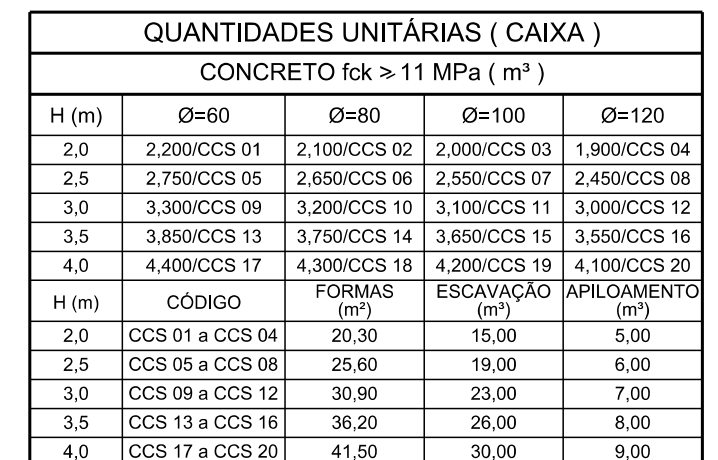 QUANTIDADES UNITÁRIAS ( CAIXA )
CONCRETO fck ⩾ 11 MPa ( m³ )
H (m) Ø=60 Ø=80 Ø=100 Ø=120
2,0 2,200/CCS 01 2,100/CCS 02 2,000/CCS 03 1,900/CCS 04
2,5 2,750/CCS 05 2,650/CCS 06 2,550/CCS 07 2,450/CCS 08
3,0 3,300/CCS 09 3,200/CCS 10 3,100/CCS 11 3,000/CCS 12
3,5 3,850/CCS 13 3,750/CCS 14 3,650/CCS 15 3,550/CCS 16
4,0 4,400/CCS 17 4,300/CCS 18 4,200/CCS 19 4,100/CCS 20
H (m) CÓDIGO FORMAS (m²) ESCAVAÇÃO (m³) APILOAMENTO (m³)
2,0 CCS 01 a CCS 04 20,30 15,00 5,00
2,5 CCS 05 a CCS 08 25,60 19,00 6,00
3,0 CCS 09 a CCS 12 30,90 23,00 7,00
3,5 CCS 13 a CCS 16 36,20 26,00 8,00
4,0 CCS 17 a CCS 20 41,50 30,00 9,00